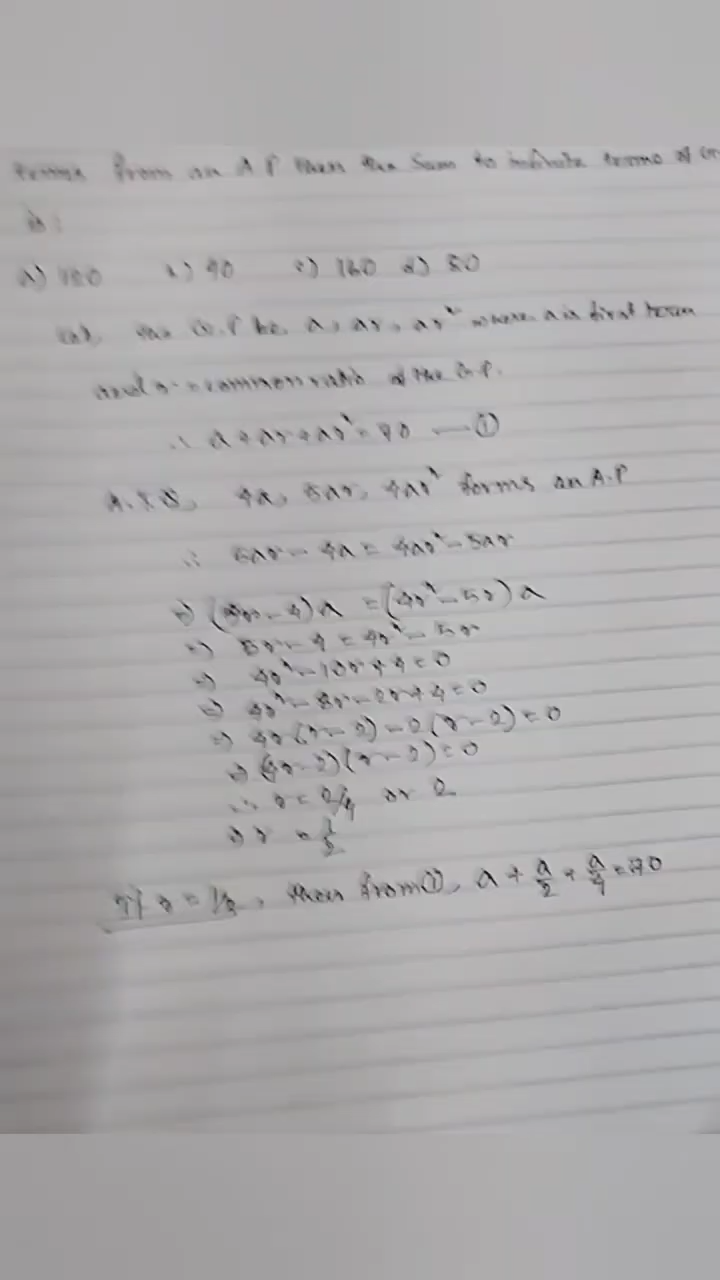 terms from an A.P then the sum to infinite terms of G
is:
a) 120 b) 90 c) 160 d) 80
Let, the G.P be a, ar, ar² where a is first term
and r = common ratio of the G.P.
∴ a + ar + ar² = 70 — ①
A.T.Q, 4a, 5ar, 4ar² forms an A.P
∴ 5ar - 4a = 4ar² - 5ar
⇒ (5r - 4)a = (4r² - 5r)a
⇒ 5r - 4 = 4r² - 5r
⇒ 4r² - 10r + 4 = 0
⇒ 4r² - 8r - 2r + 4 = 0
⇒ 4r(r - 2) - 2(r - 2) = 0
⇒ (4r - 2)(r - 2) = 0
∴ r = 2/4 or 2
⇒ r = 1/2
If r = 1/2, then from ①, a + a/2 + a/4 = 70